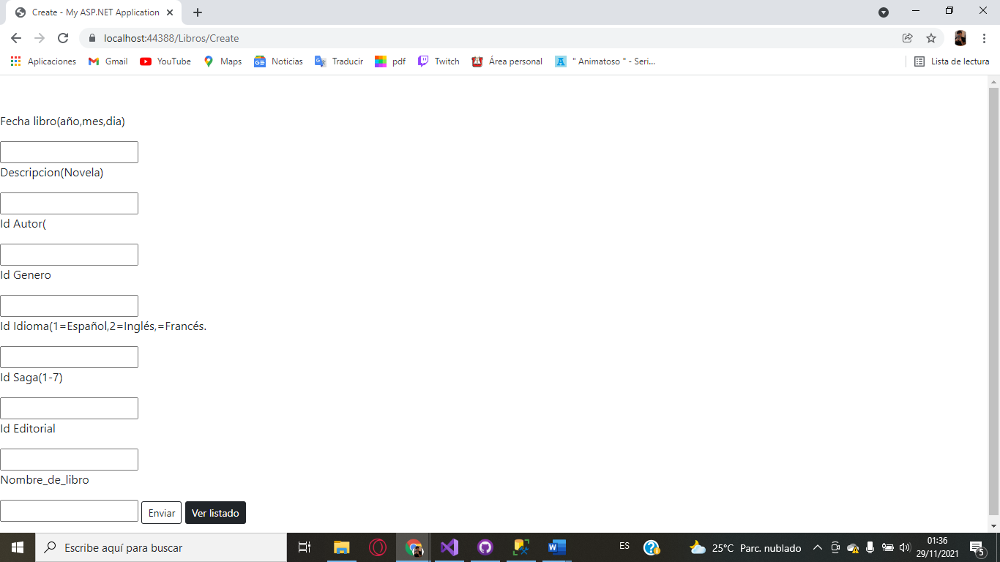 Create - My ASP.NET Application
localhost:44388/Libros/Create
Aplicaciones Gmail YouTube Maps Noticias Traducir pdf Twitch Área personal " Animatoso " - Seri... Lista de lectura
Fecha libro(año,mes,dia)
Descripcion(Novela)
Id Autor(
Id Genero
Id Idioma(1=Español,2=Inglés,=Francés.
Id Saga(1-7)
Id Editorial
Nombre_de_libro
Enviar Ver listado
Escribe aquí para buscar
ES
25°C Parc. nublado
01:36
29/11/2021
5